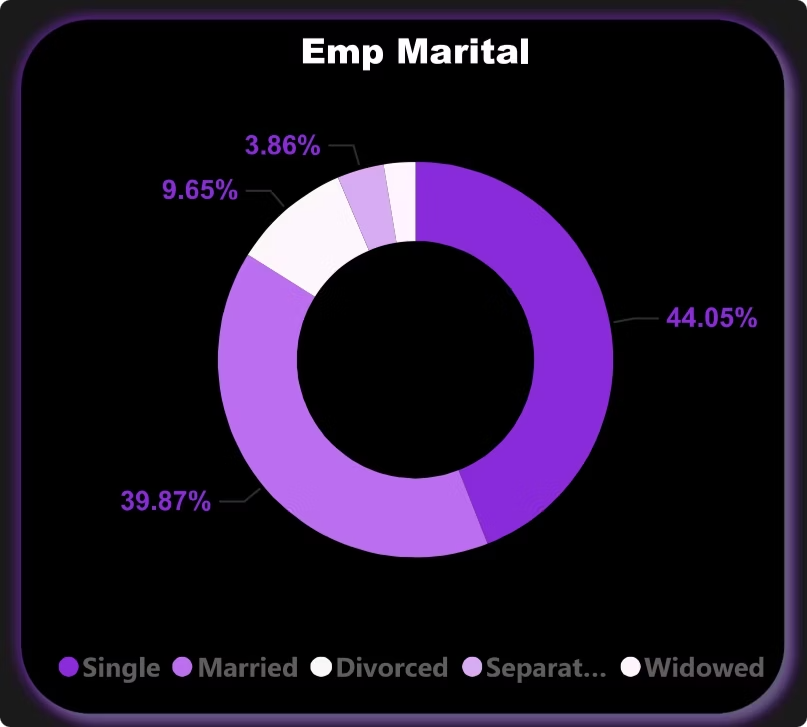 Emp Marital
3.86%
9.65%
44.05%
39.87%
Single Married Divorced Separat... Widowed